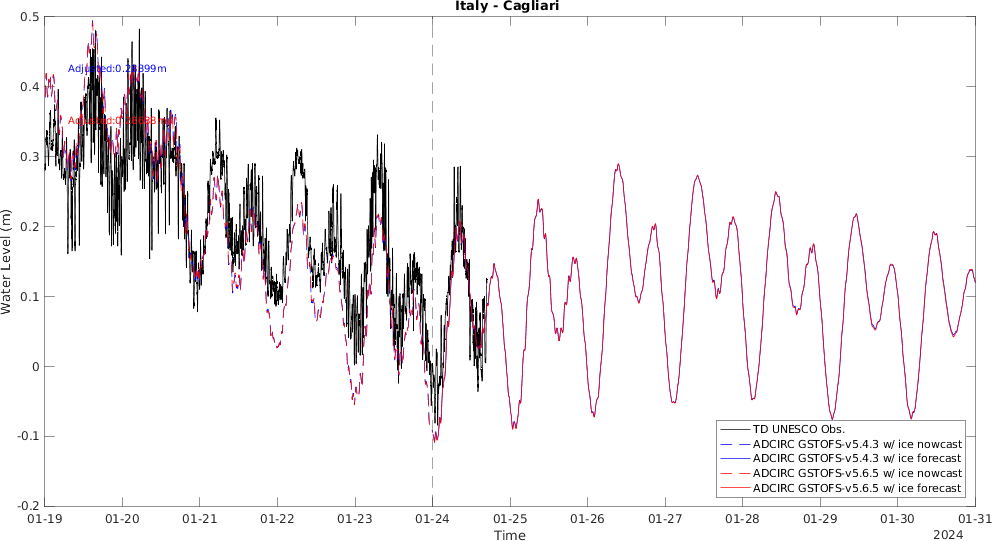 Italy - Cagliari
0.5
0.4
0.3
0.2
0.1
0
-0.1
-0.2
Water Level (m)
01-19 01-20 01-21 01-22 01-23 01-24 01-25 01-26 01-27 01-28 01-29 01-30 01-31
Time
2024
TD UNESCO Obs.
ADCIRC GSTOFS-v5.4.3 w/ ice nowcast
ADCIRC GSTOFS-v5.4.3 w/ ice forecast
ADCIRC GSTOFS-v5.6.5 w/ ice nowcast
ADCIRC GSTOFS-v5.6.5 w/ ice forecast